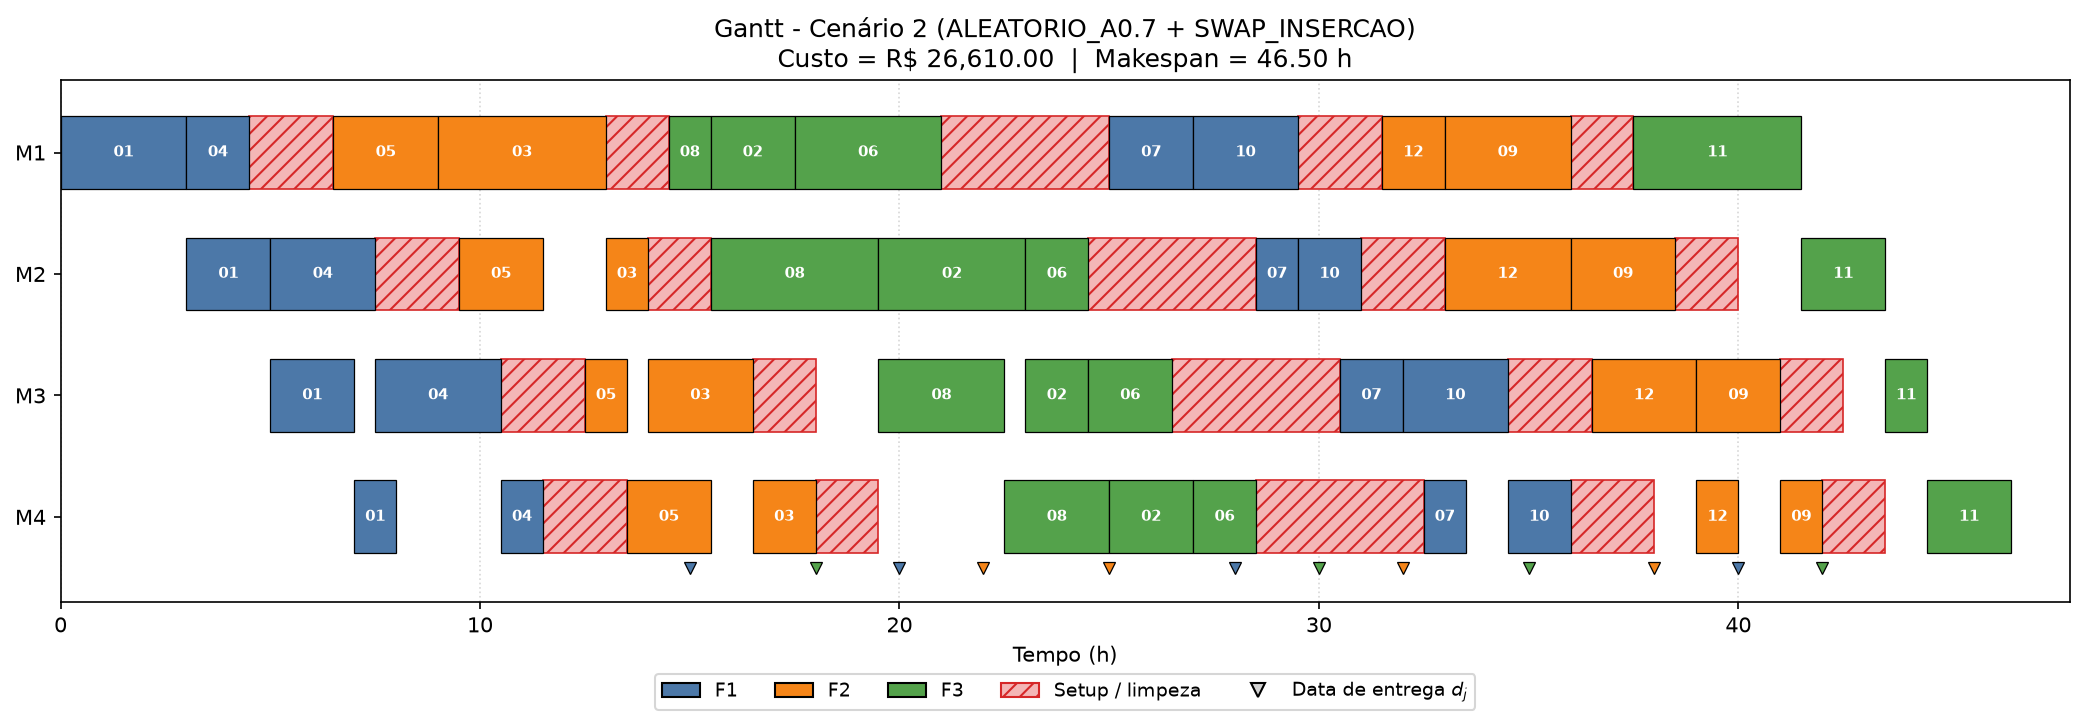 Gantt - Cenário 2 (ALEATORIO_A0.7 + SWAP_INSERCAO)
Custo = R$ 26,610.00 | Makespan = 46.50 h
M1 01 04 05 03 08 02 06 07 10 12 09 11
M2 01 04 05 03 08 02 06 07 10 12 09 11
M3 01 04 05 03 08 02 06 07 10 12 09 11
M4 01 04 05 03 08 02 06 07 10 12 09 11
0 10 20 30 40
Tempo (h)
F1 F2 F3 Setup / limpeza Data de entrega dj